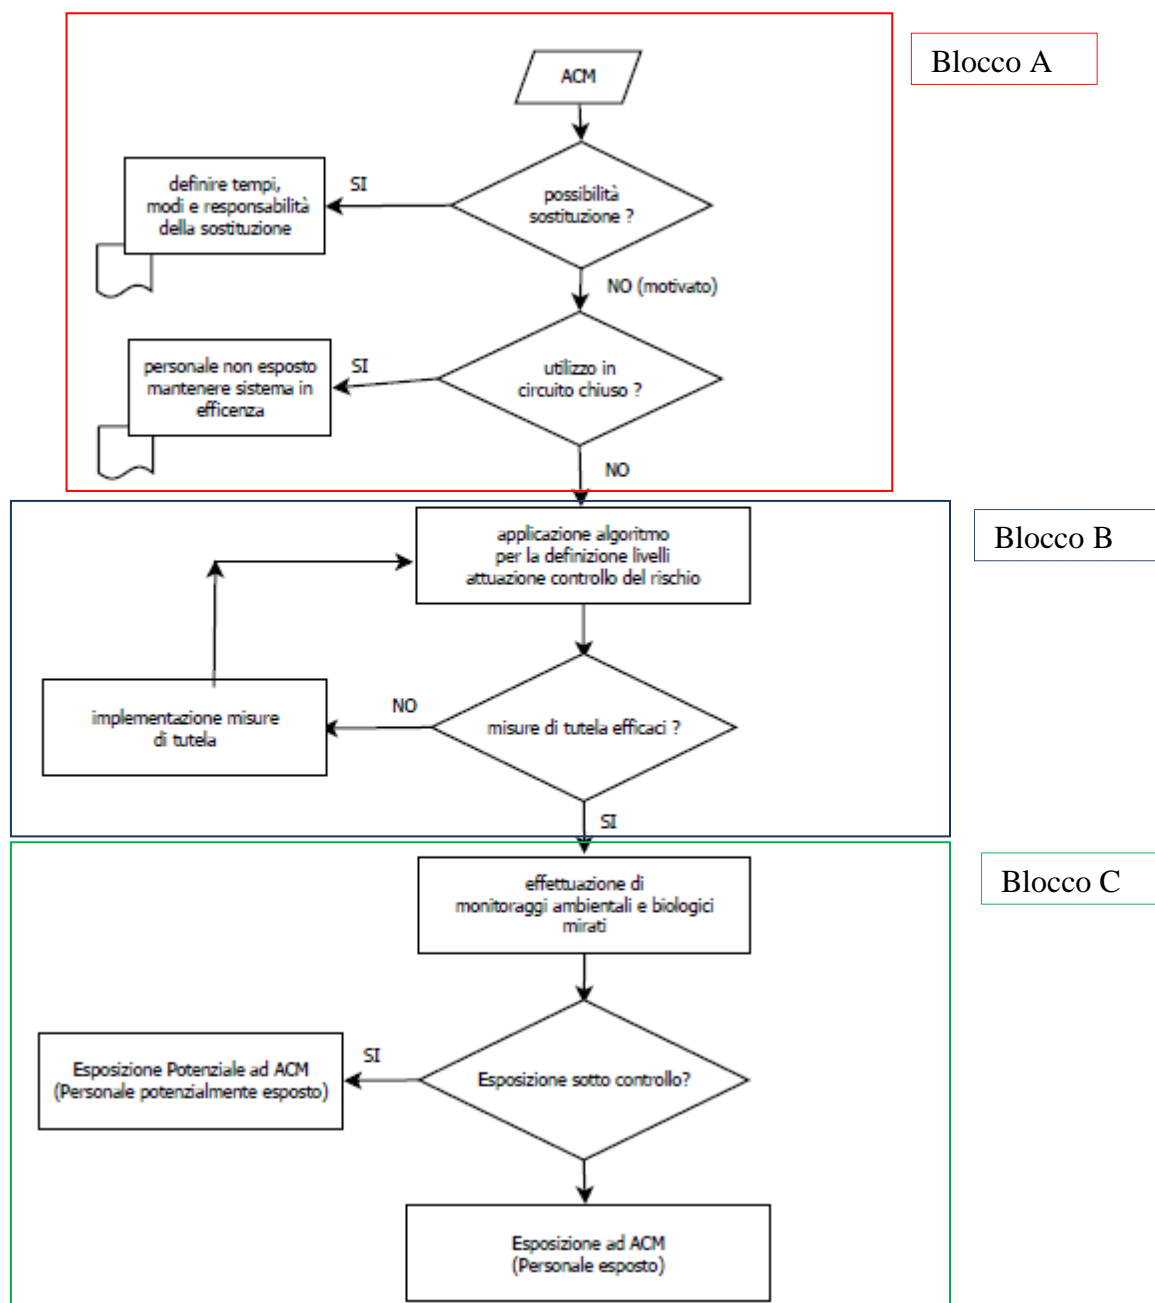 Blocco A
ACM
possibilità
sostituzione ?
SI
definire tempi,
modi e responsabilità
della sostituzione
NO (motivato)
utilizzo in
circuito chiuso ?
SI
personale non esposto
mantenere sistema in
efficenza
NO
Blocco B
applicazione algoritmo
per la definizione livelli
attuazione controllo del rischio
misure di tutela efficaci ?
NO
implementazione misure
di tutela
SI
Blocco C
effettuazione di
monitoraggi ambientali e biologici
mirati
Esposizione sotto controllo?
SI
Esposizione Potenziale ad ACM
(Personale potenzialmente esposto)
Esposizione ad ACM
(Personale esposto)